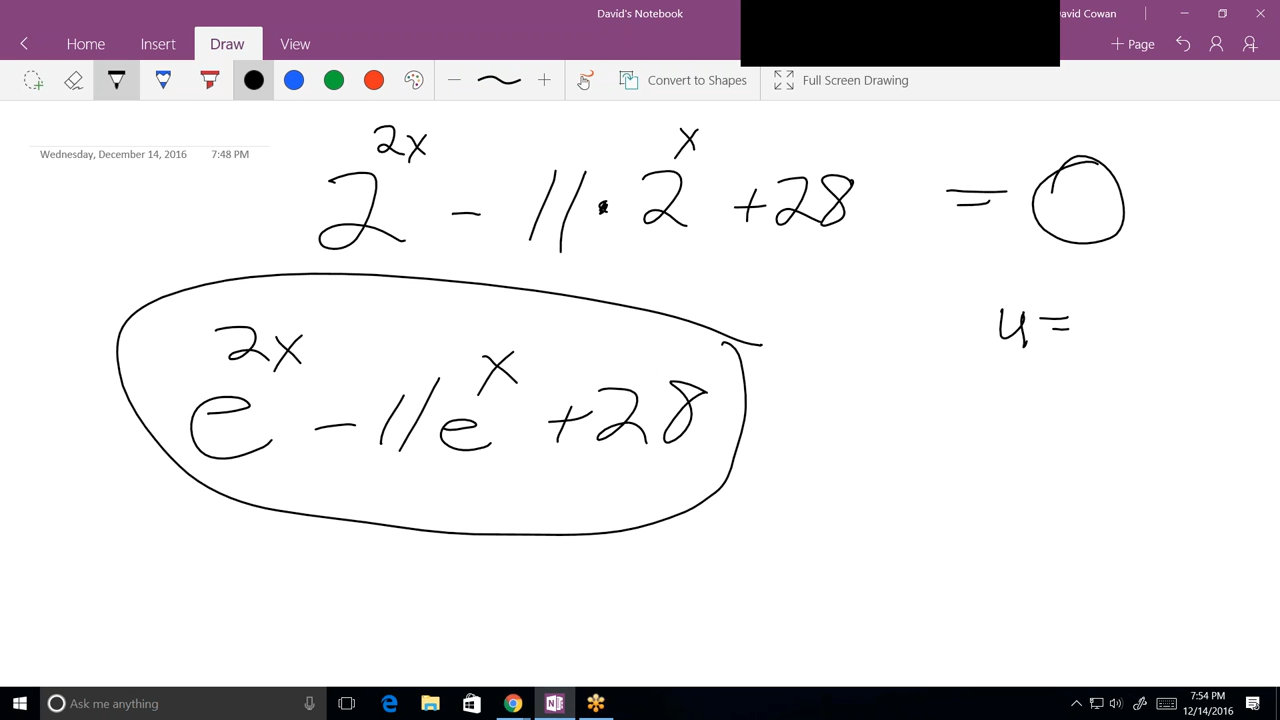 David's Notebook
avid Cowan
Home Insert Draw View
Page
Convert to Shapes
Full Screen Drawing
Wednesday, December 14, 2016 7:48 PM
2^2x - 11 · 2^x + 28 = 0
u =
e^2x - 11e^x + 28
Ask me anything
7:54 PM
12/14/2016